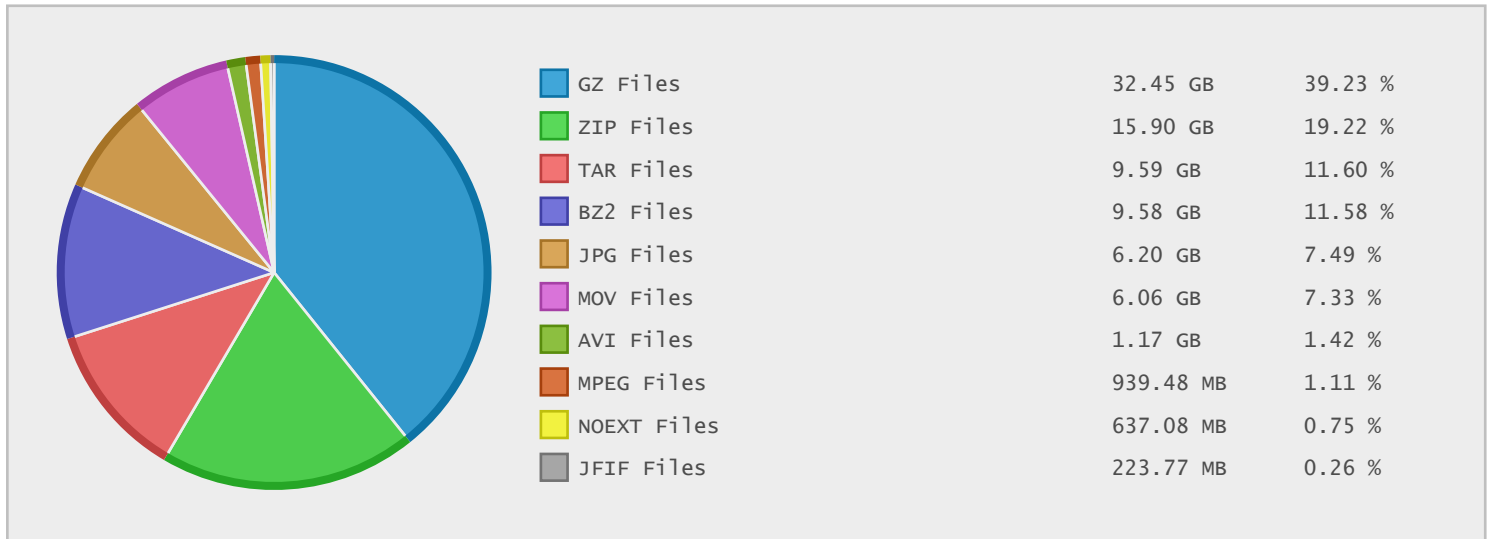 GZ Files 32.45 GB 39.23 %
ZIP Files 15.90 GB 19.22 %
TAR Files 9.59 GB 11.60 %
BZ2 Files 9.58 GB 11.58 %
JPG Files 6.20 GB 7.49 %
MOV Files 6.06 GB 7.33 %
AVI Files 1.17 GB 1.42 %
MPEG Files 939.48 MB 1.11 %
NOEXT Files 637.08 MB 0.75 %
JFIF Files 223.77 MB 0.26 %